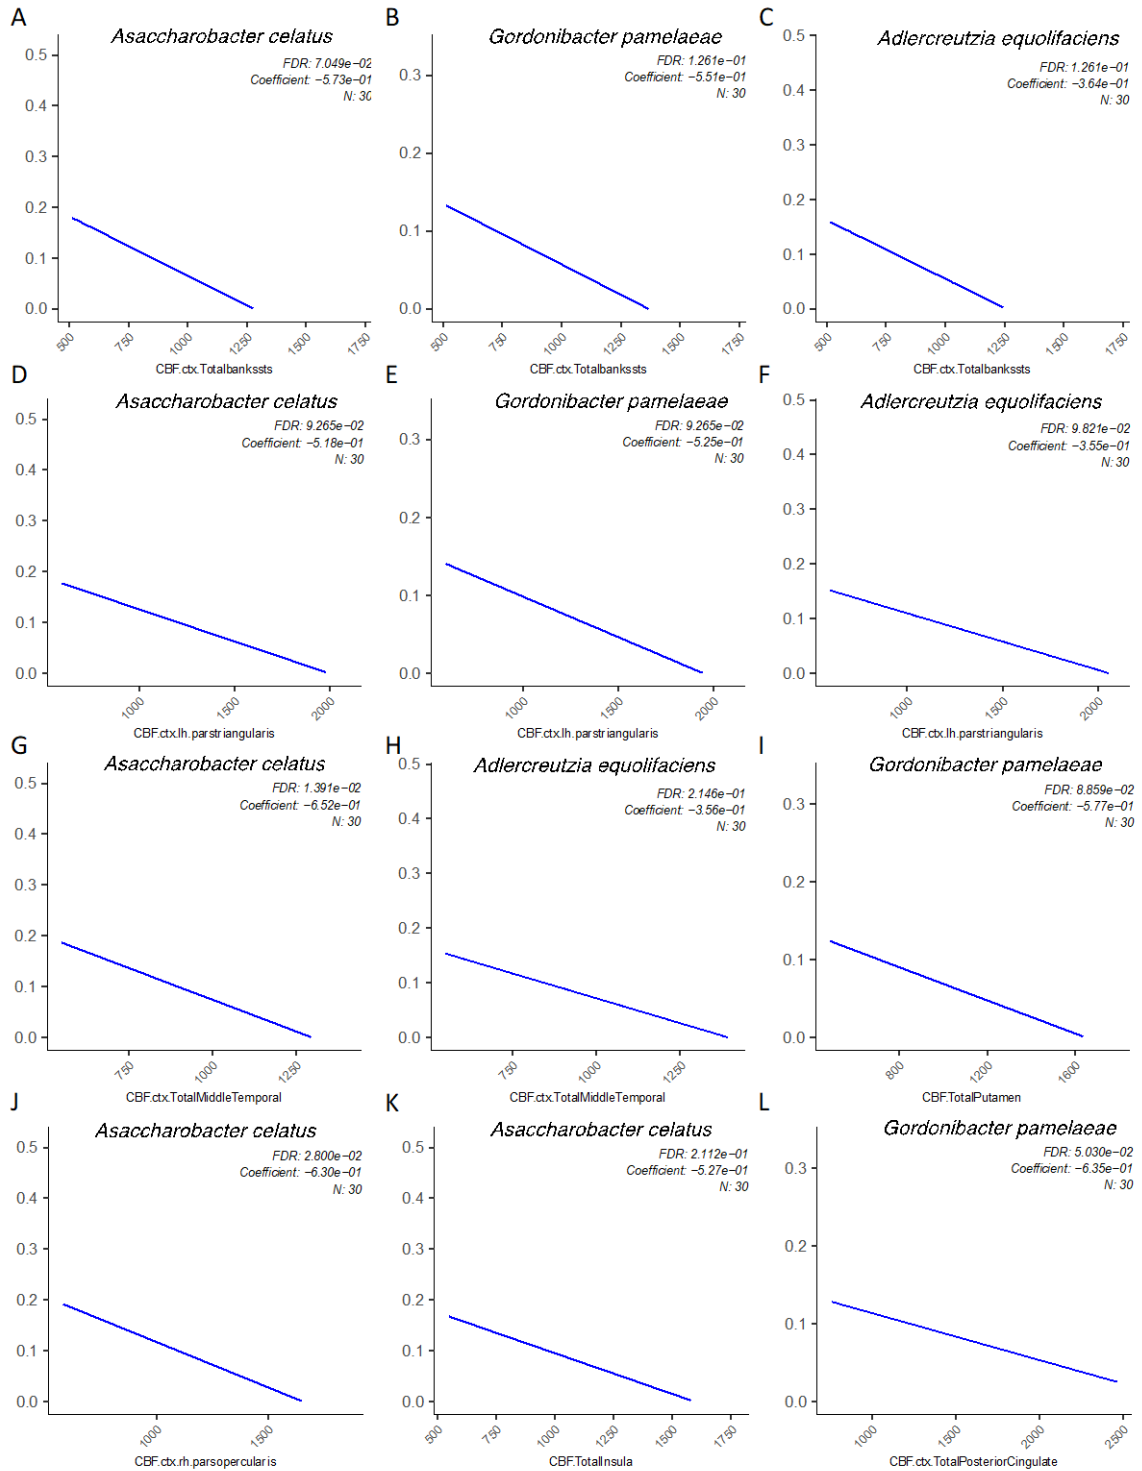 A
Asaccharobacter celatus
FDR: 7.049e−02
Coefficient: −5.73e−01
N: 30
0.5
0.4
0.3
0.2
0.1
0.0
500
750
1000
1250
1500
1750
CBF.ctx.Totalbankssts
B
Gordonibacter pamelaeae
FDR: 1.261e−01
Coefficient: −5.51e−01
N: 30
0.3
0.2
0.1
0.0
500
750
1000
1250
1500
1750
CBF.ctx.Totalbankssts
C
Adlercreutzia equolifaciens
FDR: 1.261e−01
Coefficient: −3.64e−01
N: 30
0.5
0.4
0.3
0.2
0.1
0.0
500
750
1000
1250
1500
1750
CBF.ctx.Totalbankssts
D
Asaccharobacter celatus
FDR: 9.265e−02
Coefficient: −5.18e−01
N: 30
0.5
0.4
0.3
0.2
0.1
0.0
1000
1500
2000
CBF.ctx.lh.parstriangularis
E
Gordonibacter pamelaeae
FDR: 9.265e−02
Coefficient: −5.25e−01
N: 30
0.3
0.2
0.1
0.0
1000
1500
2000
CBF.ctx.lh.parstriangularis
F
Adlercreutzia equolifaciens
FDR: 9.821e−02
Coefficient: −3.55e−01
N: 30
0.5
0.4
0.3
0.2
0.1
0.0
1000
1500
2000
CBF.ctx.lh.parstriangularis
G
Asaccharobacter celatus
FDR: 1.391e−02
Coefficient: −6.52e−01
N: 30
0.5
0.4
0.3
0.2
0.1
0.0
750
1000
1250
CBF.ctx.TotalMiddleTemporal
H
Adlercreutzia equolifaciens
FDR: 2.146e−01
Coefficient: −3.56e−01
N: 30
0.5
0.4
0.3
0.2
0.1
0.0
750
1000
1250
CBF.ctx.TotalMiddleTemporal
I
Gordonibacter pamelaeae
FDR: 8.859e−02
Coefficient: −5.77e−01
N: 30
0.3
0.2
0.1
0.0
800
1200
1600
CBF.TotalPutamen
J
Asaccharobacter celatus
FDR: 2.800e−02
Coefficient: −6.30e−01
N: 30
0.5
0.4
0.3
0.2
0.1
0.0
1000
1500
CBF.ctx.rh.parsopercularis
K
Asaccharobacter celatus
FDR: 2.112e−01
Coefficient: −5.27e−01
N: 30
0.5
0.4
0.3
0.2
0.1
0.0
500
750
1000
1250
1500
1750
CBF.TotalInsula
L
Gordonibacter pamelaeae
FDR: 5.030e−02
Coefficient: −6.35e−01
N: 30
0.3
0.2
0.1
0.0
1000
1500
2000
2500
CBF.ctx.TotalPosteriorCingulate